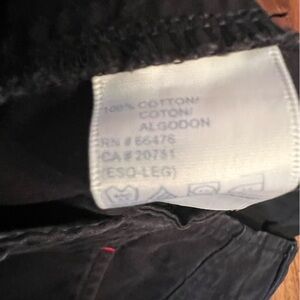 100% COTTON/
COTON/
ALGODON
RN # 66476
CA # 20751
(ESQ-LEG)